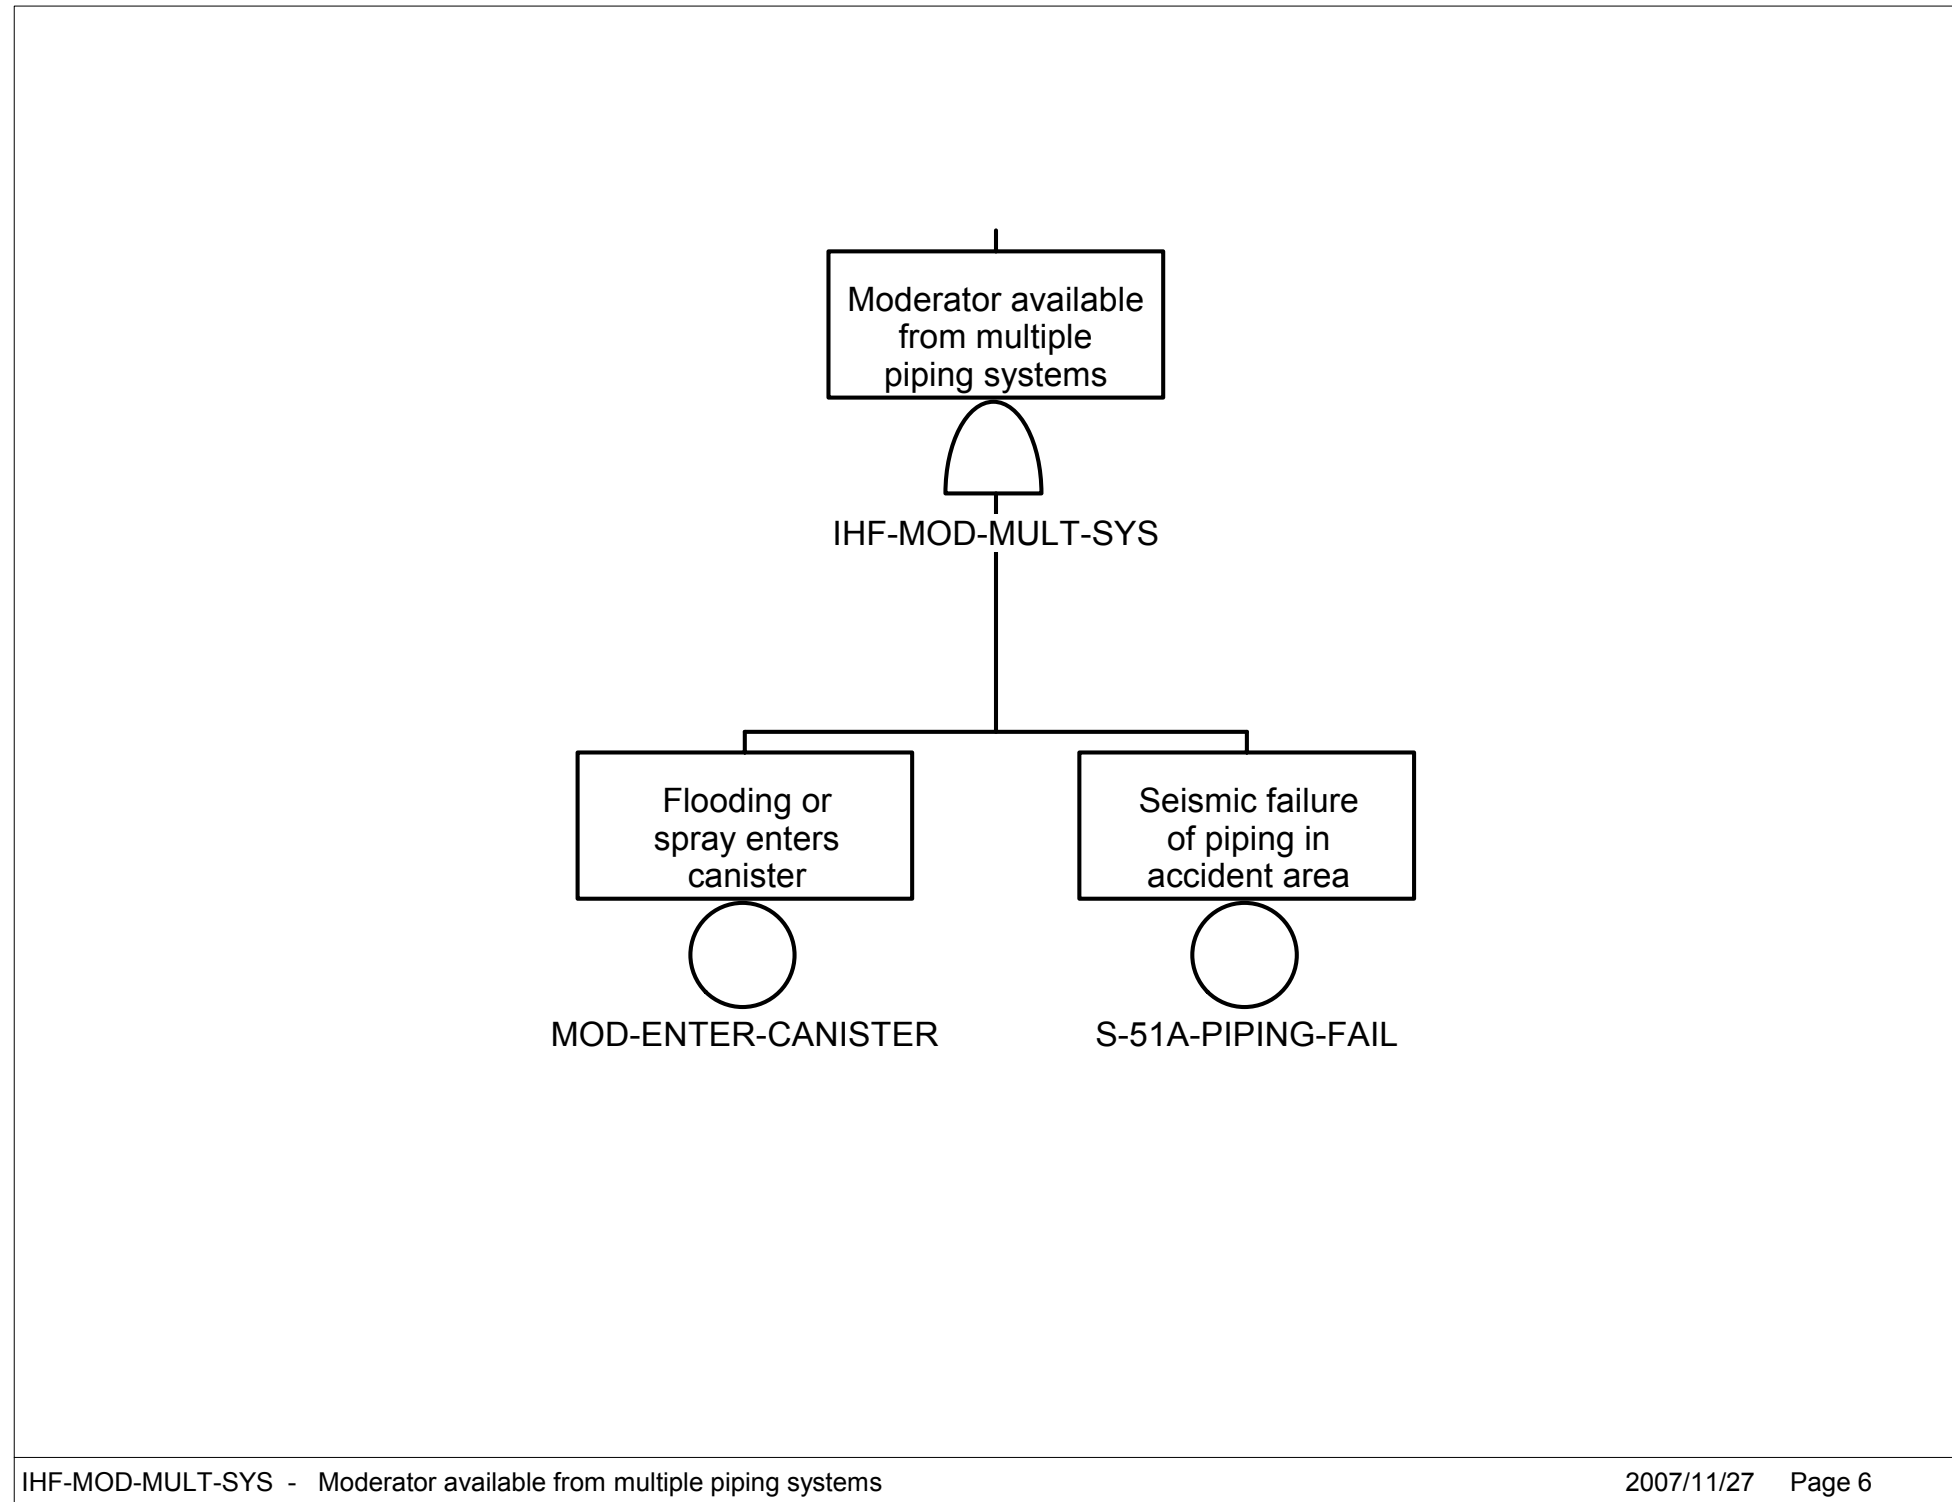 Moderator available
from multiple
piping systems
IHF-MOD-MULT-SYS
Flooding or
spray enters
canister
MOD-ENTER-CANISTER
Seismic failure
of piping in
accident area
S-51A-PIPING-FAIL
IHF-MOD-MULT-SYS - Moderator available from multiple piping systems 2007/11/27 Page 6